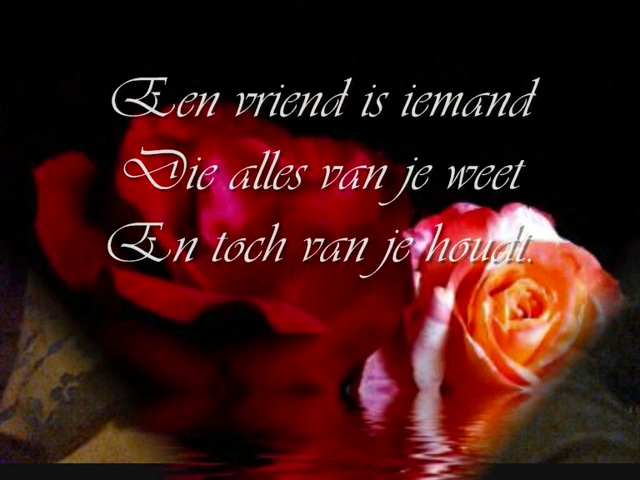 Een vriend is iemand
Die alles van je weet
En toch van je houdt.